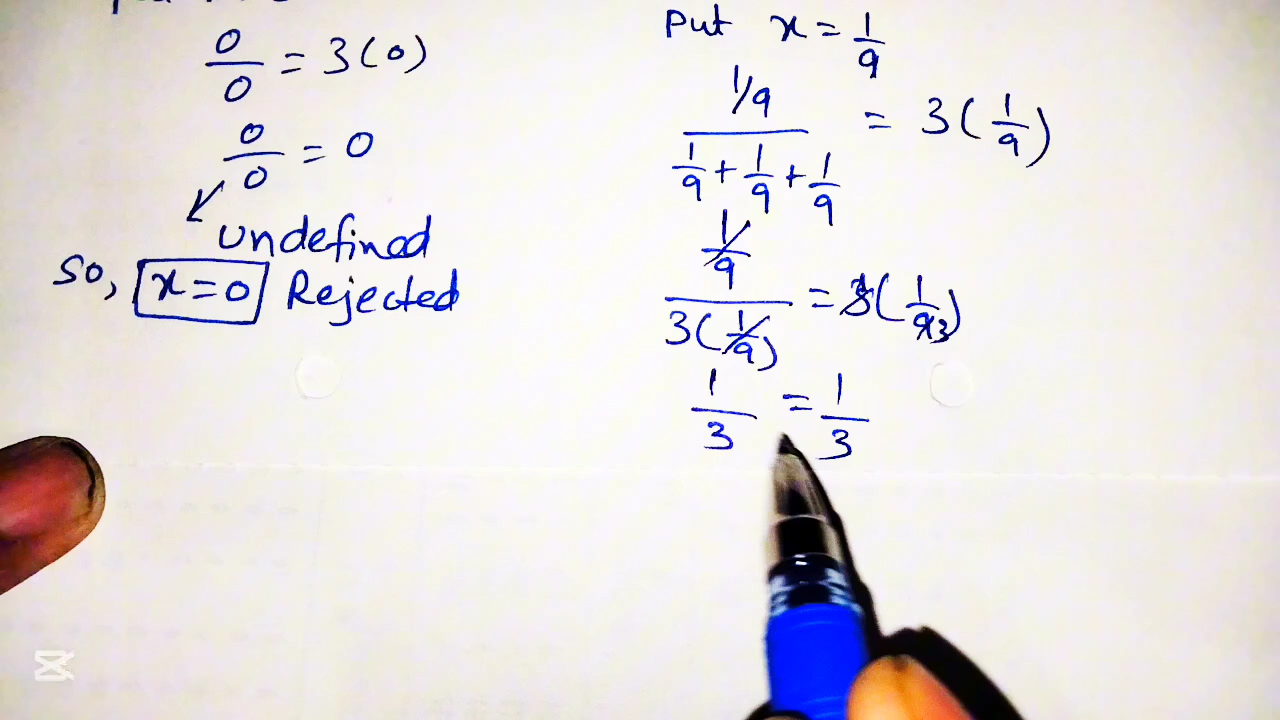 0/0 = 3(0)
0/0 = 0
undefined
so, x=0 Rejected
Put x = 1/9
(1/9)/(1/9 + 1/9 + 1/9) = 3(1/9)
(1/9)/(3(1/9)) = 3(1/9 3)
1/3 = 1/3